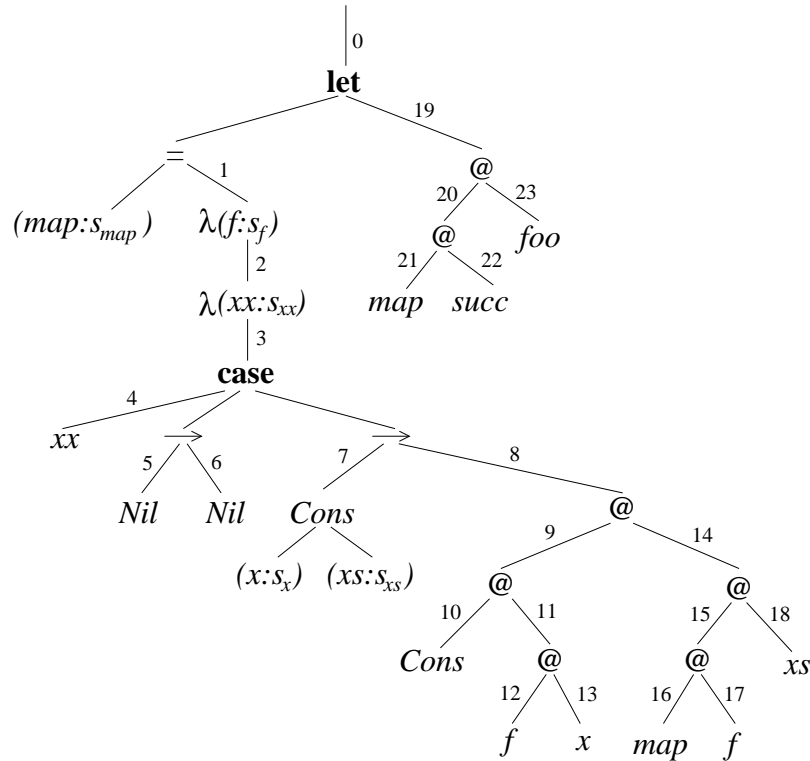 0
let
19
= 1 @
20 23
(map:s_map) λ(f:s_f) @ foo
2 21 22
λ(xx:s_xx) map succ
3
case
4
xx → →
5 6 7 8
Nil Nil Cons @
9 14
(x:s_x) (xs:s_xs) @ @
10 11 15 18
Cons @ @ xs
12 13 16 17
f x map f